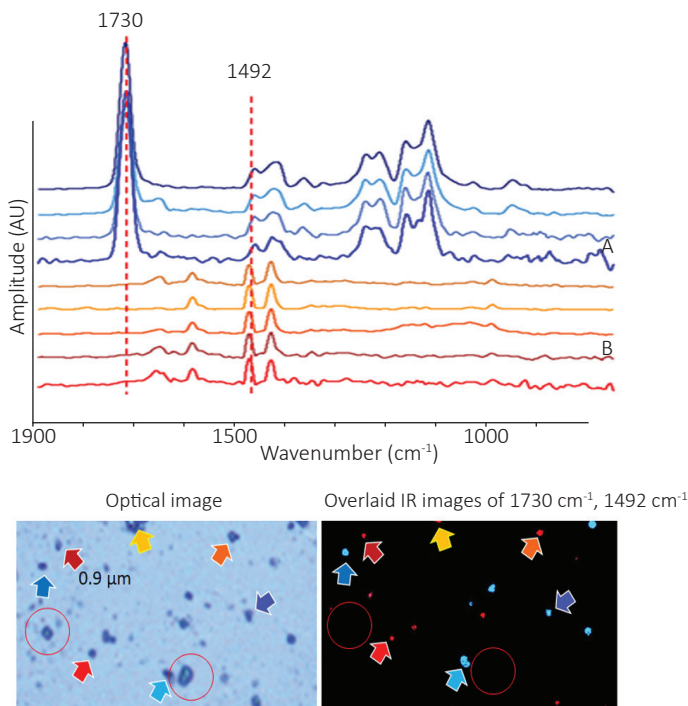 1730
1492
Amplitude (AU)
A
B
1900
1500
1000
Wavenumber (cm⁻¹)
Optical image
Overlaid IR images of 1730 cm⁻¹, 1492 cm⁻¹
0.9 µm